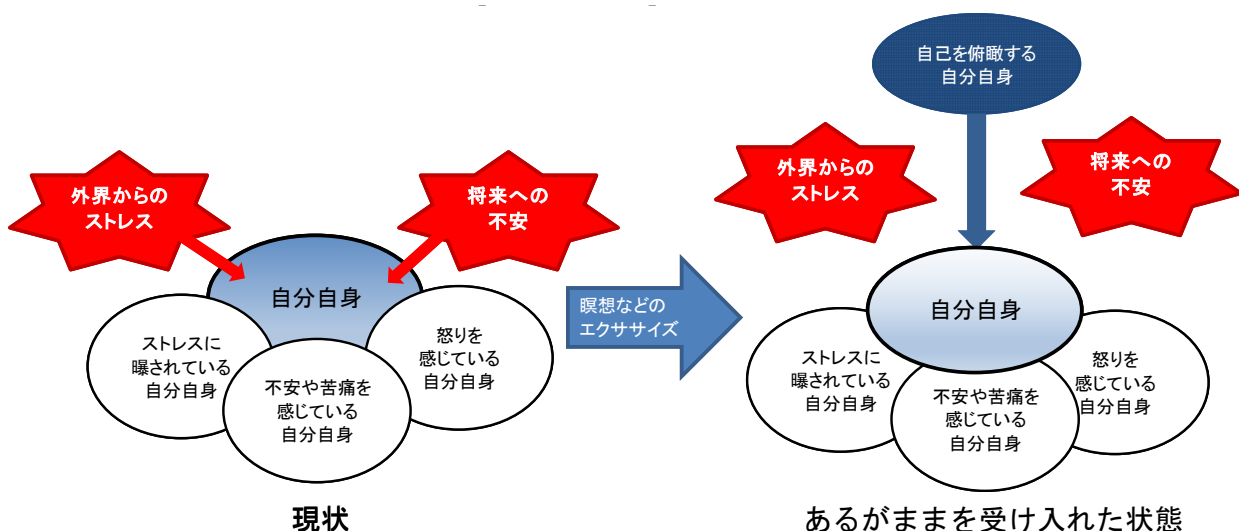 外界からの
ストレス
将来への
不安
自分自身
ストレスに
曝されている
自分自身
不安や苦痛を
感じている
自分自身
怒りを
感じている
自分自身
現状
瞑想などの
エクササイズ
自己を俯瞰する
自分自身
外界からの
ストレス
将来への
不安
自分自身
ストレスに
曝されている
自分自身
不安や苦痛を
感じている
自分自身
怒りを
感じている
自分自身
あるがままを受け入れた状態